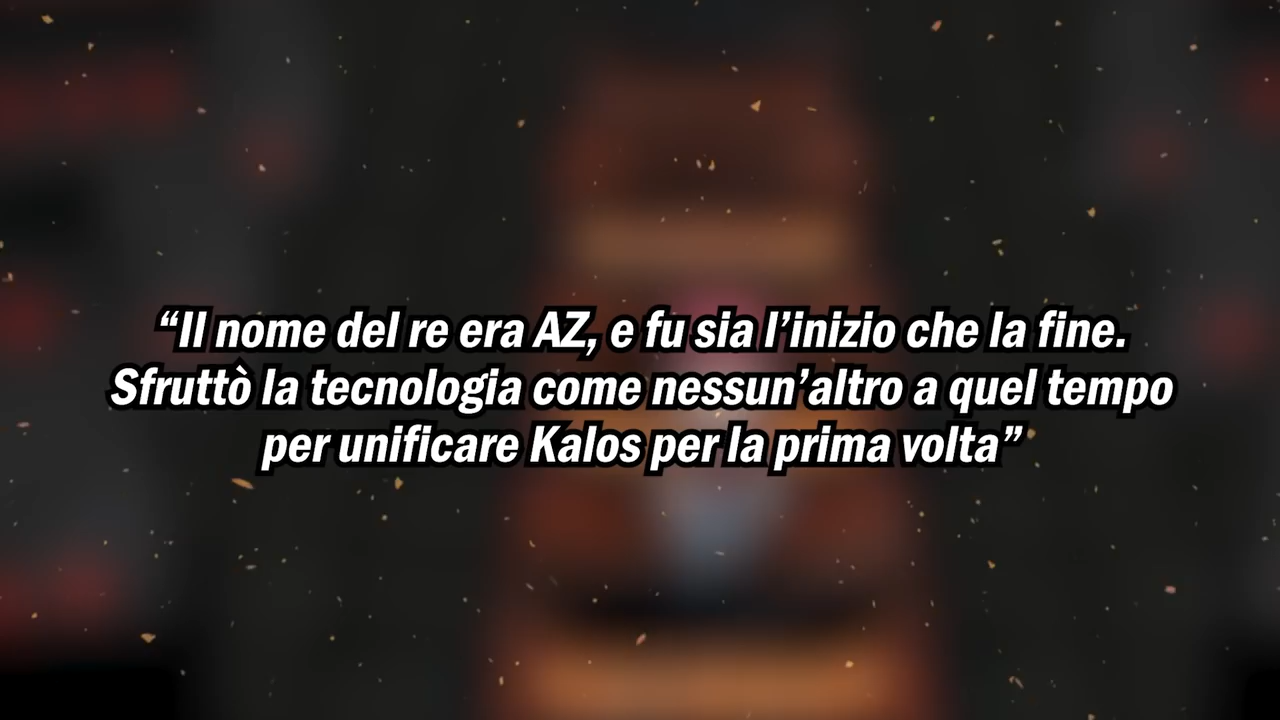 “Il nome del re era AZ, e fu sia l’inizio che la fine.
Sfruttò la tecnologia come nessun’altro a quel tempo
per unificare Kalos per la prima volta”